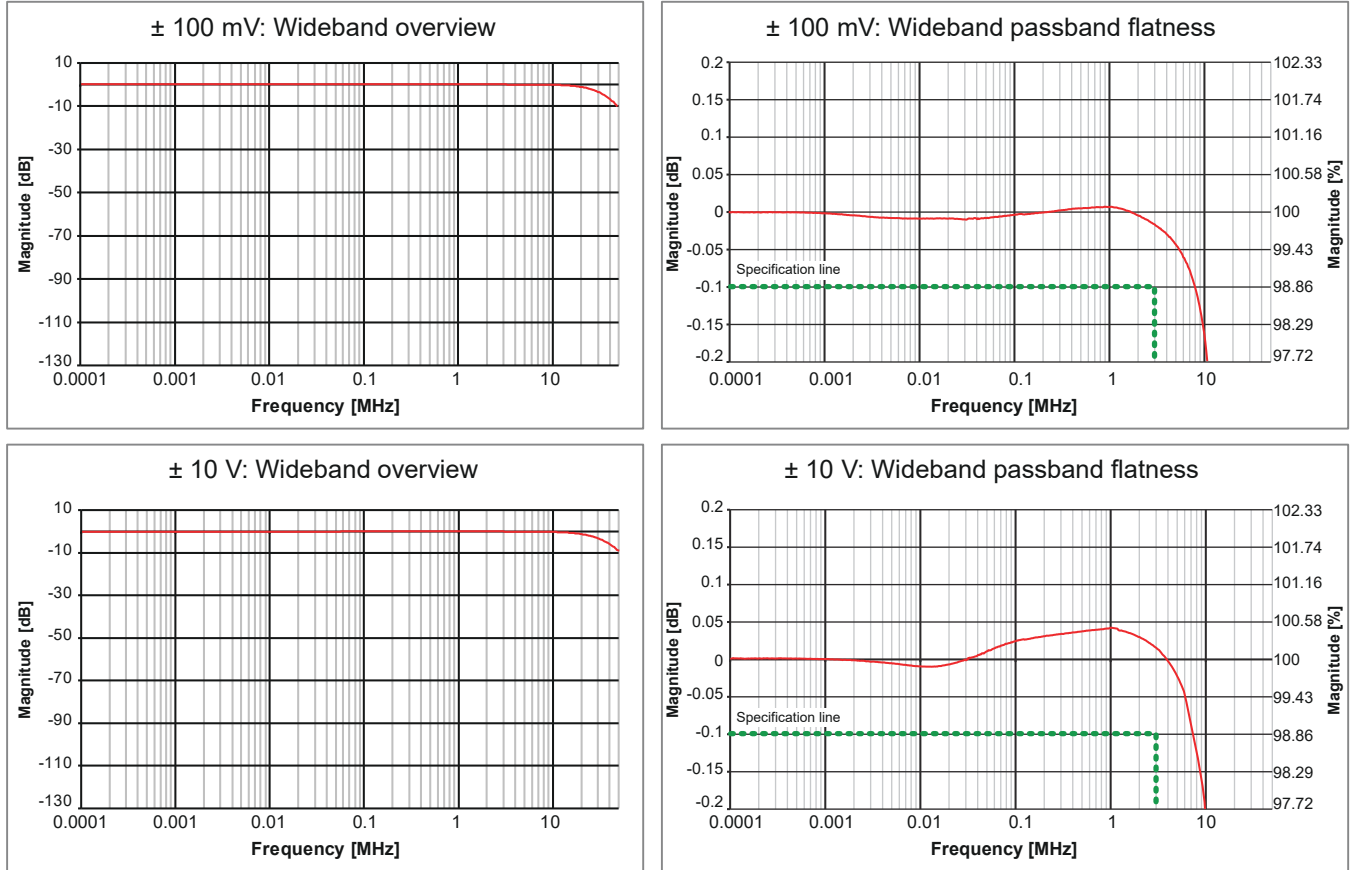 ± 100 mV: Wideband overview
10
-10
-30
-50
-70
-90
-110
-130
Magnitude [dB]
0.0001 0.001 0.01 0.1 1 10
Frequency [MHz]
± 100 mV: Wideband passband flatness
0.2
0.15
0.1
0.05
0
-0.05
-0.1
-0.15
-0.2
Magnitude [dB]
Specification line
102.33
101.74
101.16
100.58
100
99.43
98.86
98.29
97.72
Magnitude [%]
0.0001 0.001 0.01 0.1 1 10
Frequency [MHz]
± 10 V: Wideband overview
10
-10
-30
-50
-70
-90
-110
-130
Magnitude [dB]
0.0001 0.001 0.01 0.1 1 10
Frequency [MHz]
± 10 V: Wideband passband flatness
0.2
0.15
0.1
0.05
0
-0.05
-0.1
-0.15
-0.2
Magnitude [dB]
Specification line
102.33
101.74
101.16
100.58
100
99.43
98.86
98.29
97.72
Magnitude [%]
0.0001 0.001 0.01 0.1 1 10
Frequency [MHz]